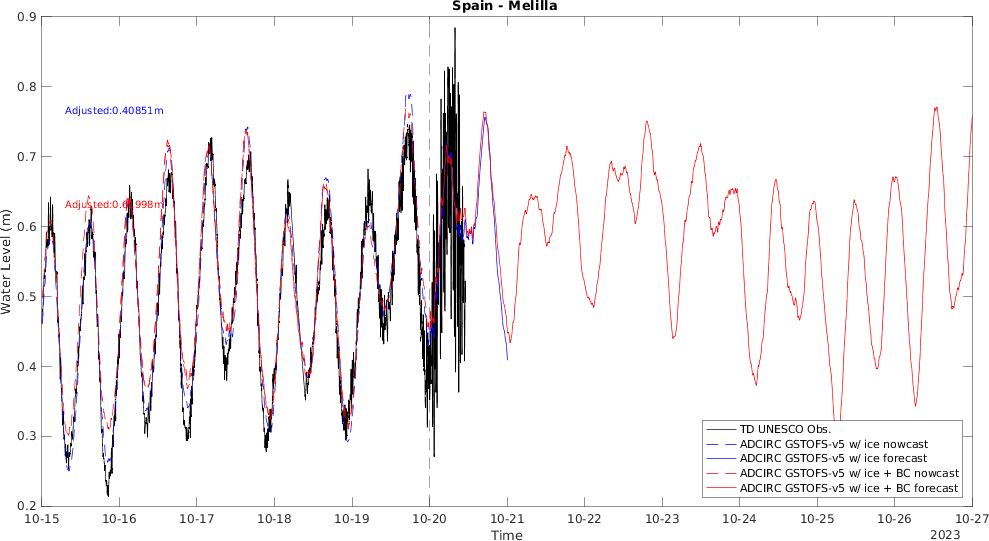 Spain - Melilla
0.9
0.8
0.7
0.6
0.5
0.4
0.3
0.2
Water Level (m)
Adjusted:0.40851m
TD UNESCO Obs.
ADCIRC GSTOFS-v5 w/ ice nowcast
ADCIRC GSTOFS-v5 w/ ice forecast
ADCIRC GSTOFS-v5 w/ ice + BC nowcast
ADCIRC GSTOFS-v5 w/ ice + BC forecast
10-15 10-16 10-17 10-18 10-19 10-20 10-21 10-22 10-23 10-24 10-25 10-26 10-27
Time
2023